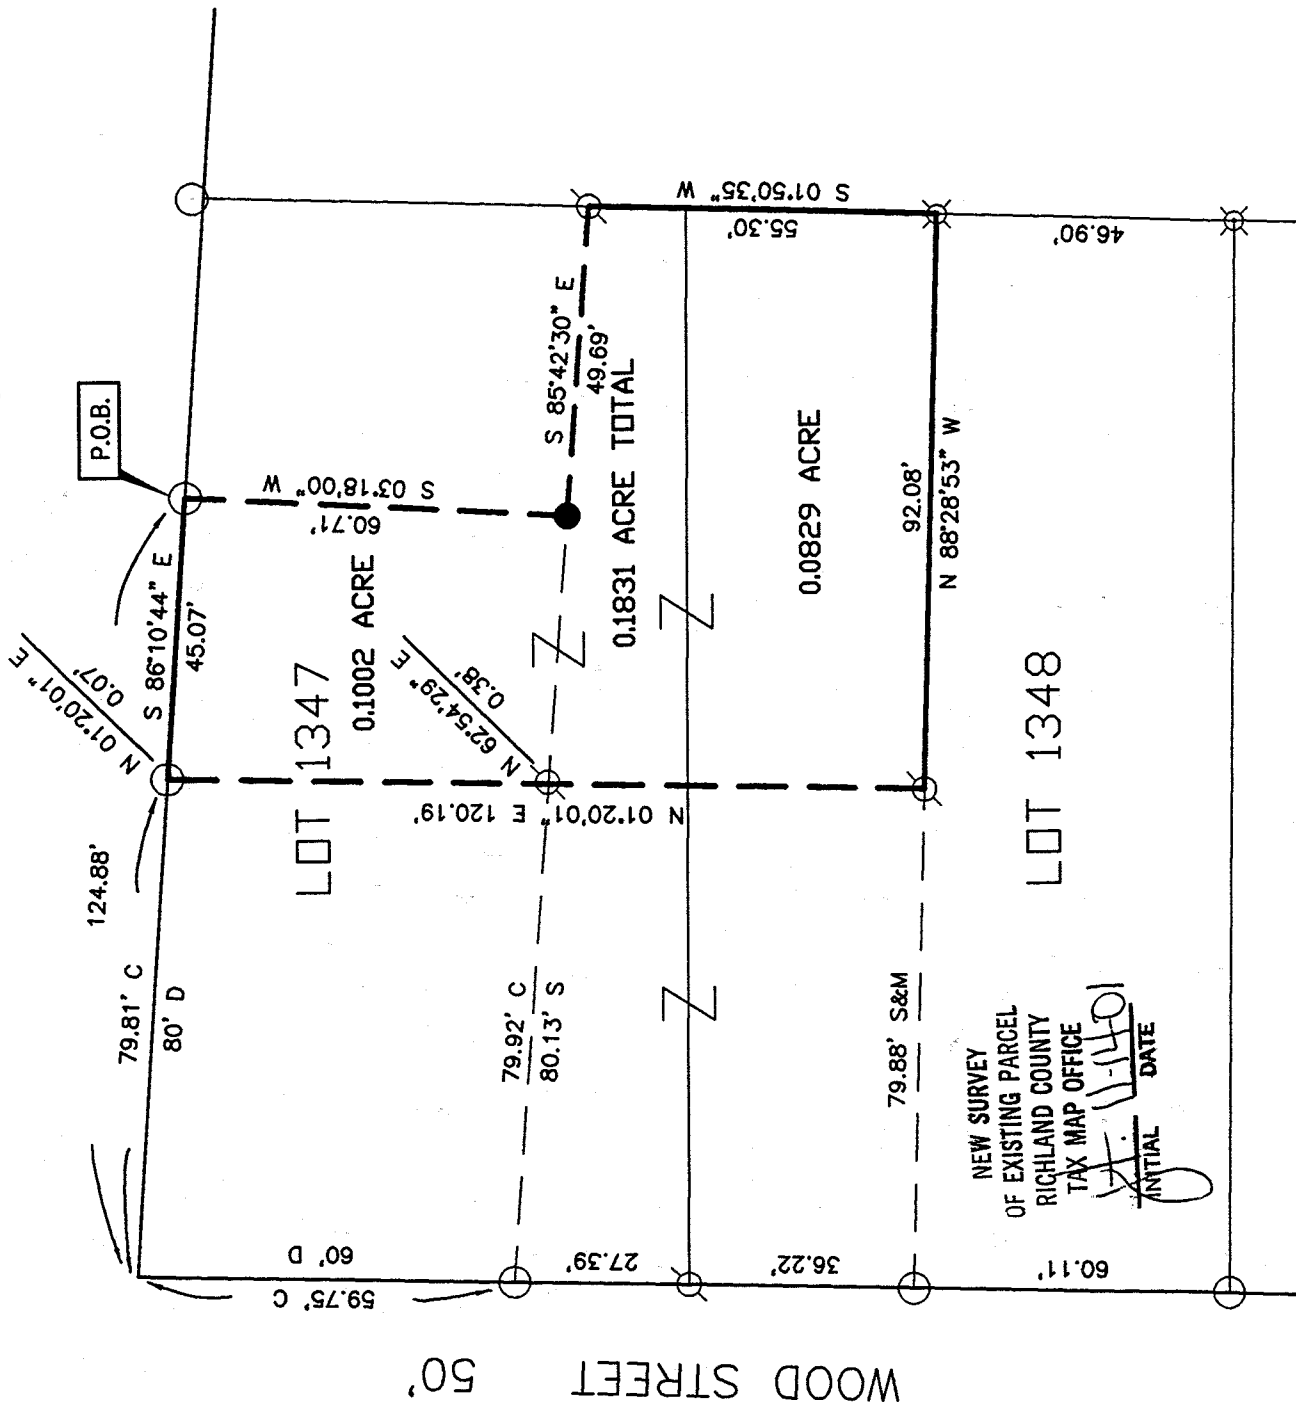 P.O.B.
N 01°20'01" E
0.07'
S 86°10'44" E
45.07'
124.88'
79.81' C
80' D
S 03°18'00" W
60.71'
LOT 1347
0.1002 ACRE
N 62°54'29" E
0.38'
S 85°42'30" E
49.69'
0.1831 ACRE TOTAL
S 01°50'35" W
55.30'
N 01°20'01" E 120.19'
79.92' C
80.13' S
60' D
59.75' C
27.39'
36.22'
60.11'
0.0829 ACRE
92.08'
N 88°28'53" W
46.90'
79.88' S&M
LOT 1348
NEW SURVEY
OF EXISTING PARCEL
RICHLAND COUNTY
TAX MAP OFFICE
11-14-01
INITIAL DATE
WOOD STREET 50'